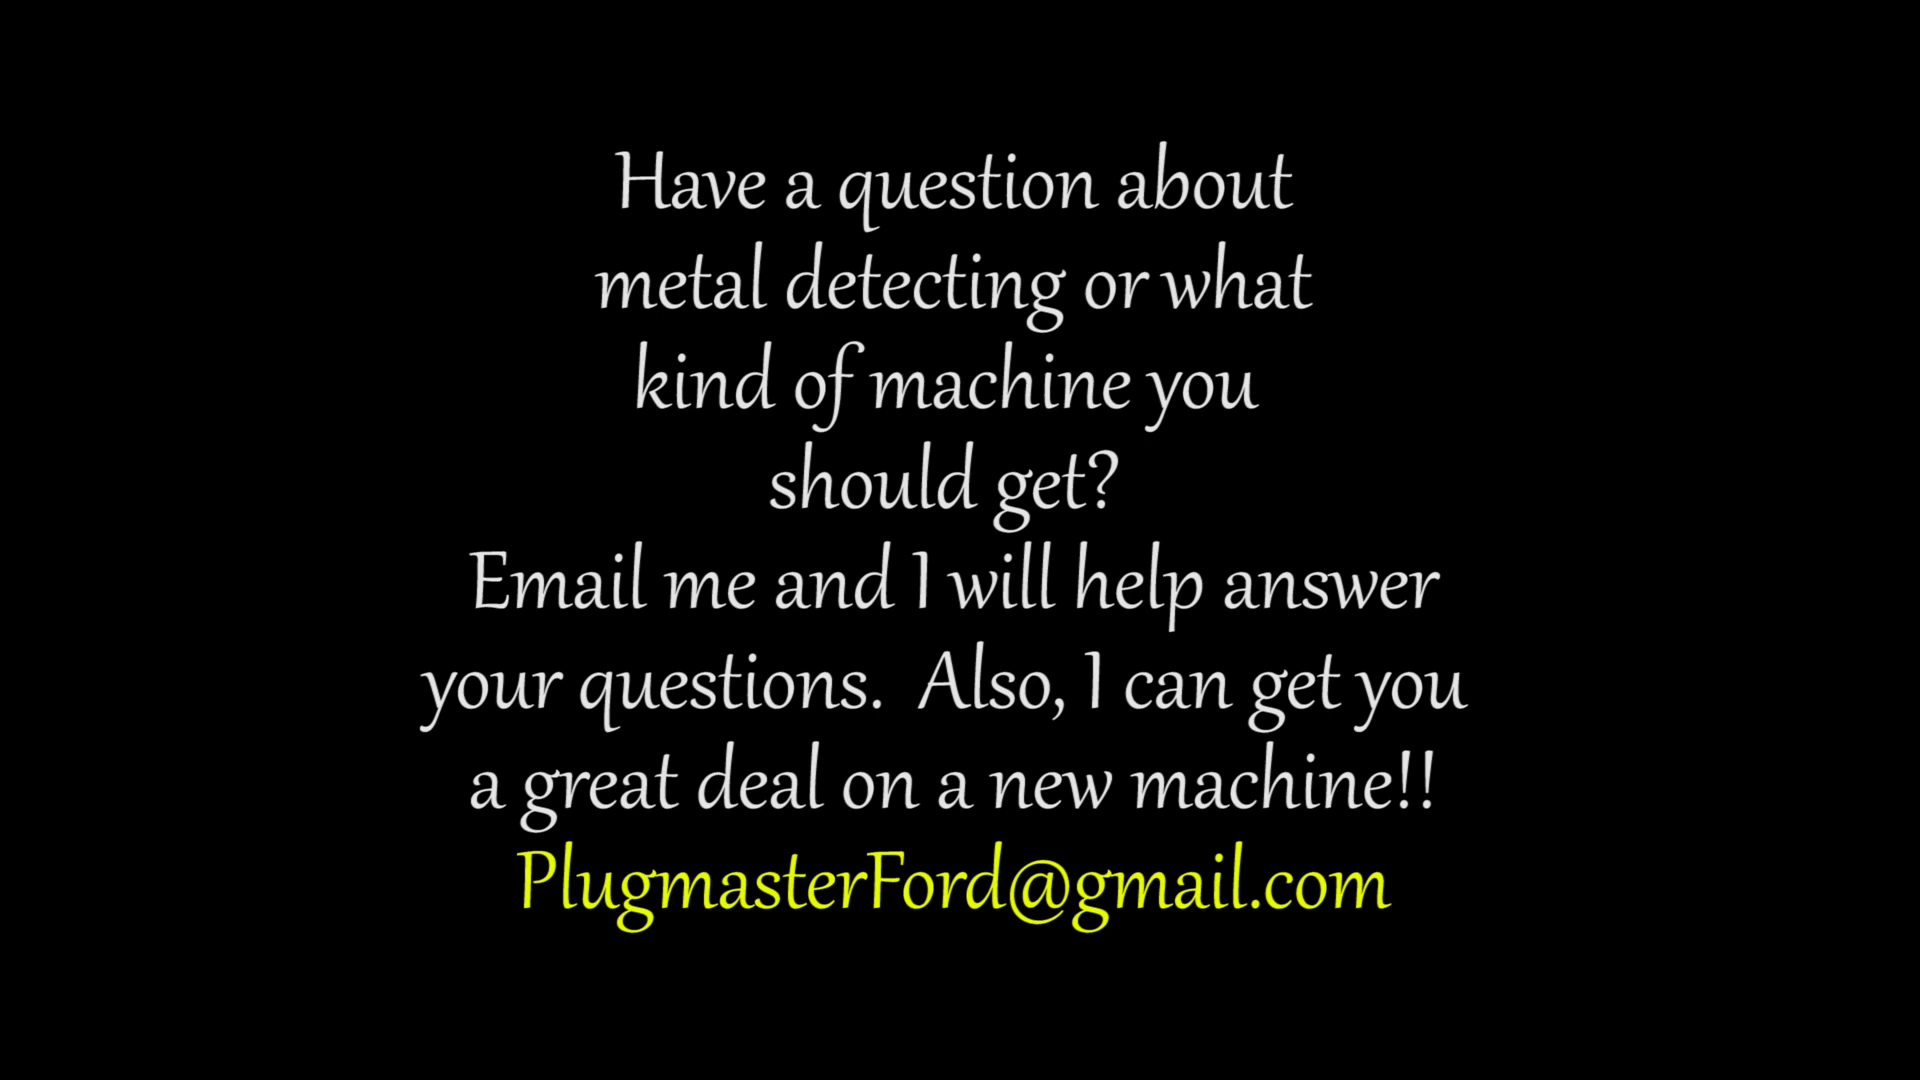 Have a question about
metal detecting or what
kind of machine you
should get?
Email me and I will help answer
your questions.  Also, I can get you
a great deal on a new machine!!
PlugmasterFord@gmail.com